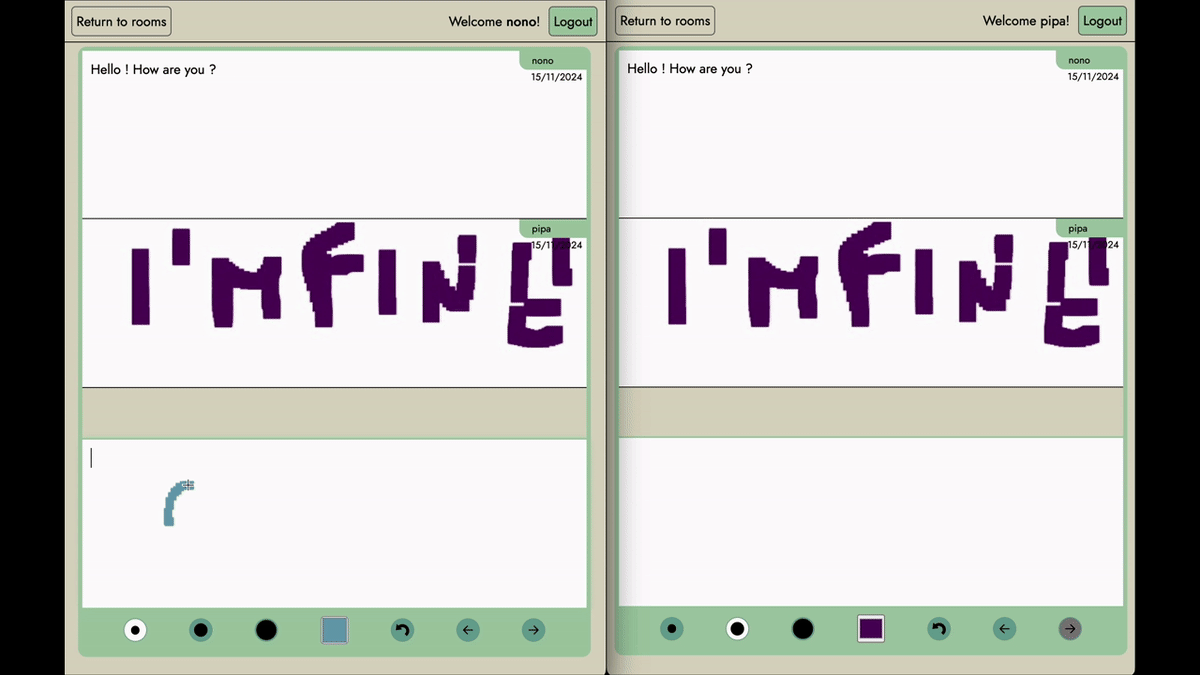 Return to rooms
Welcome nono!
Logout
Hello ! How are you ?
nono
15/11/2024
pipa
15/11/2024
I'M FINE
Return to rooms
Welcome pipa!
Logout
Hello ! How are you ?
nono
15/11/2024
pipa
15/11/2024
I'M FINE